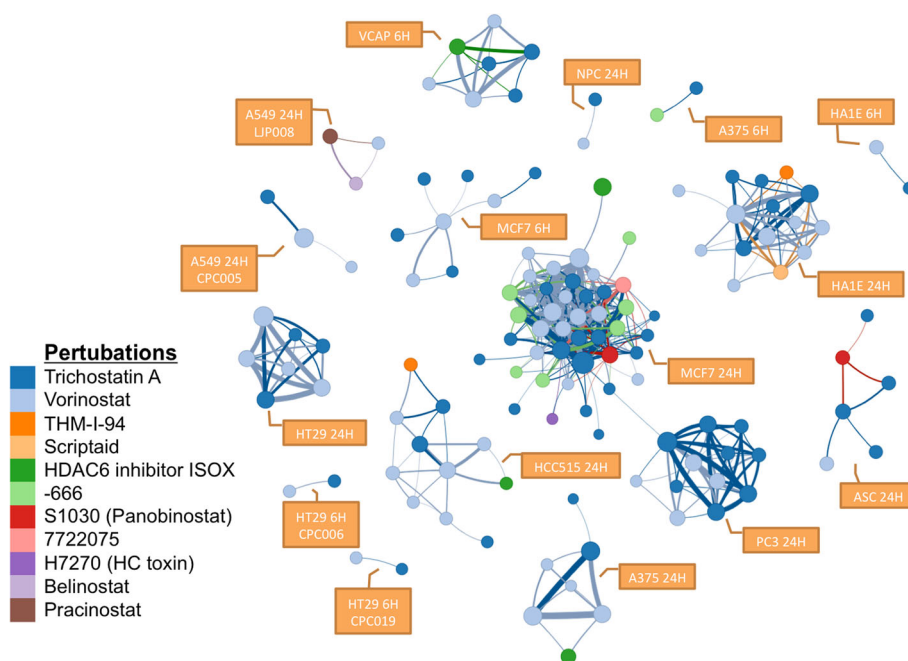 VCAP 6H
NPC 24H
A549 24H
LJP008
A375 6H
HA1E 6H
MCF7 6H
A549 24H
CPC005
HA1E 24H
Pertubations
Trichostatin A
Vorinostat
THM-I-94
Scriptaid
HDAC6 inhibitor ISOX
-666
S1030 (Panobinostat)
7722075
H7270 (HC toxin)
Belinostat
Pracinostat
MCF7 24H
HT29 24H
HCC515 24H
ASC 24H
HT29 6H
CPC006
PC3 24H
A375 24H
HT29 6H
CPC019